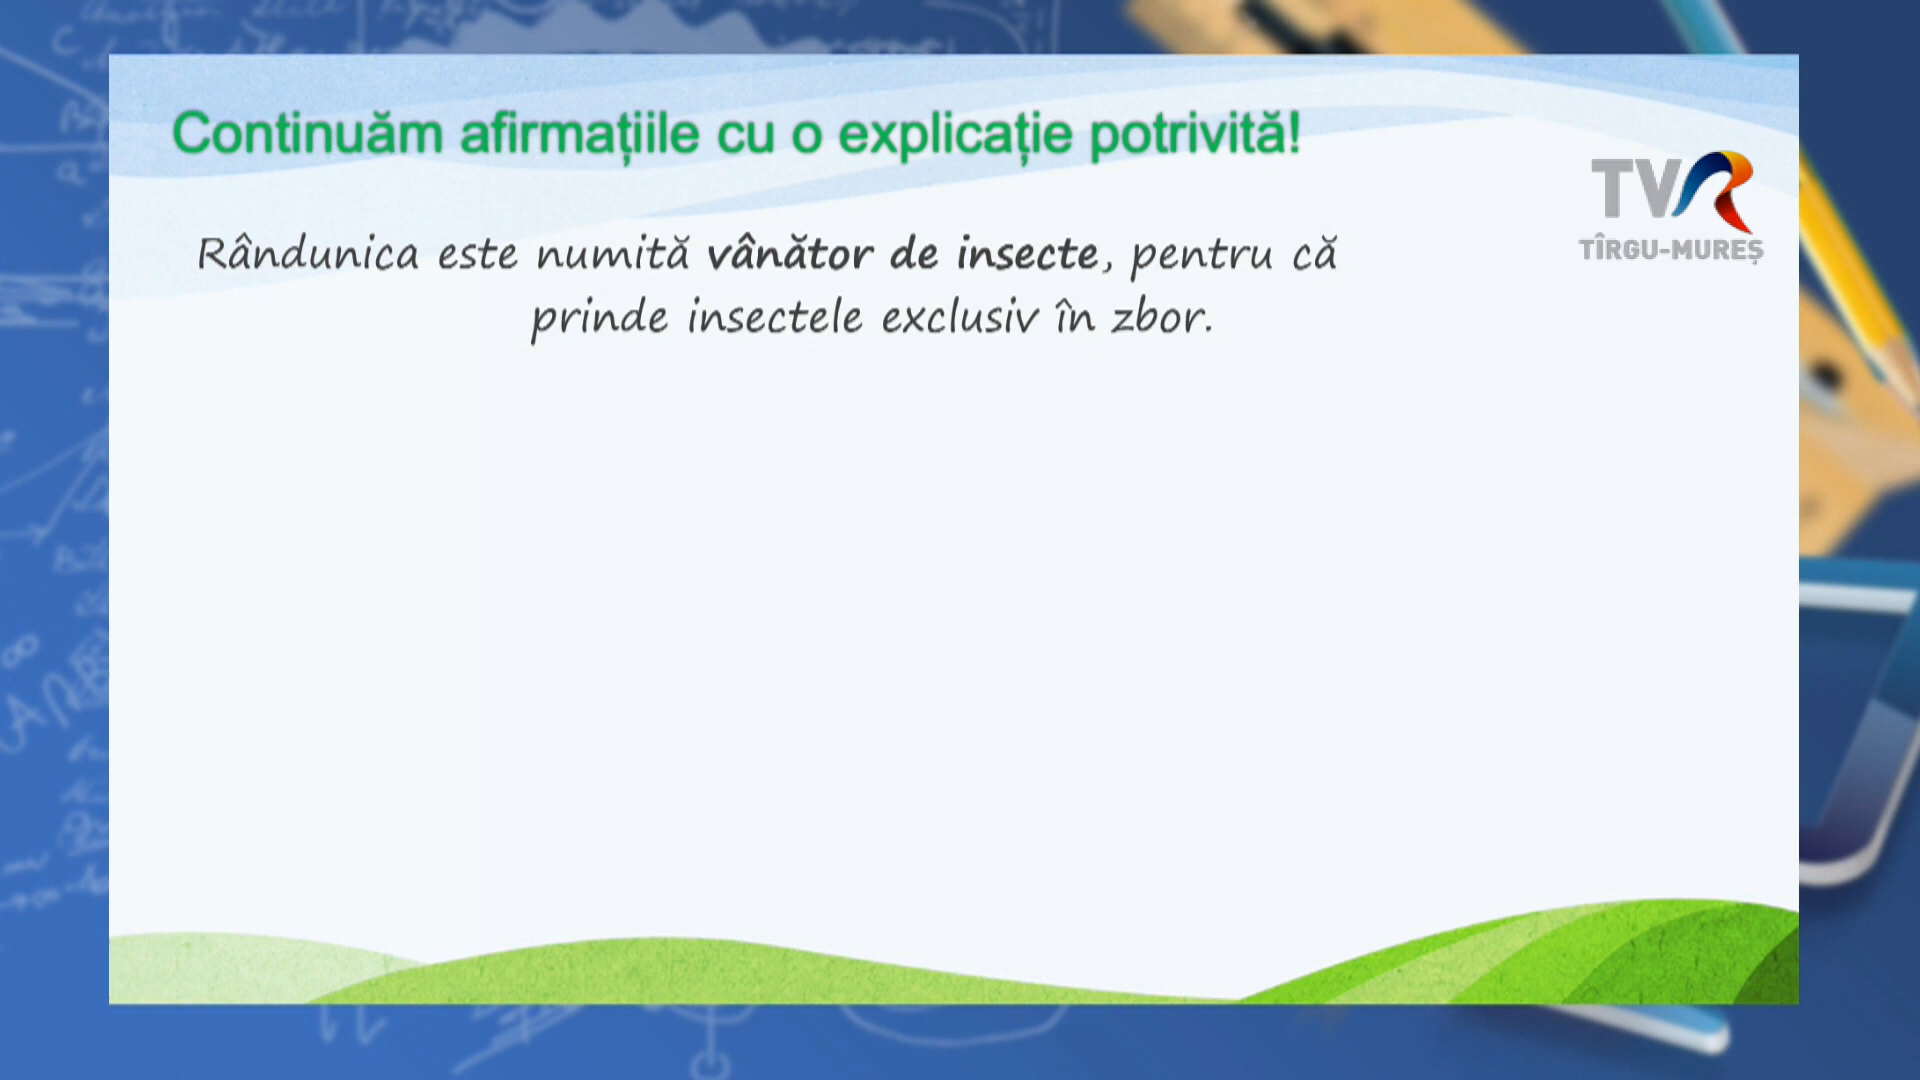 Continuăm afirmațiile cu o explicație potrivită!
TVR
TÎRGU-MUREȘ
Rândunica este numită vânător de insecte, pentru că
prinde insectele exclusiv în zbor.